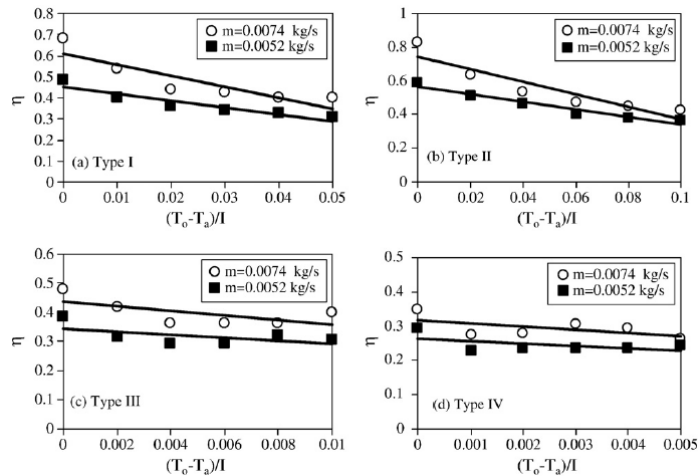 0.8
0.7
0.6
0.5
0.4
0.3
0.2
0.1
0
η
m=0.0074 kg/s
m=0.0052 kg/s
(a) Type I
0 0.01 0.02 0.03 0.04 0.05
(To-Ta)/I
1
0.8
0.6
0.4
0.2
0
η
m=0.0074 kg/s
m=0.0052 kg/s
(b) Type II
0 0.02 0.04 0.06 0.08 0.1
(To-Ta)/I
0.6
0.5
0.4
0.3
0.2
0.1
0
η
m=0.0074 kg/s
m=0.0052 kg/s
(c) Type III
0 0.002 0.004 0.006 0.008 0.01
(To-Ta)/I
0.5
0.4
0.3
0.2
0.1
0
η
m=0.0074 kg/s
m=0.0052 kg/s
(d) Type IV
0 0.001 0.002 0.003 0.004 0.005
(To-Ta)/I